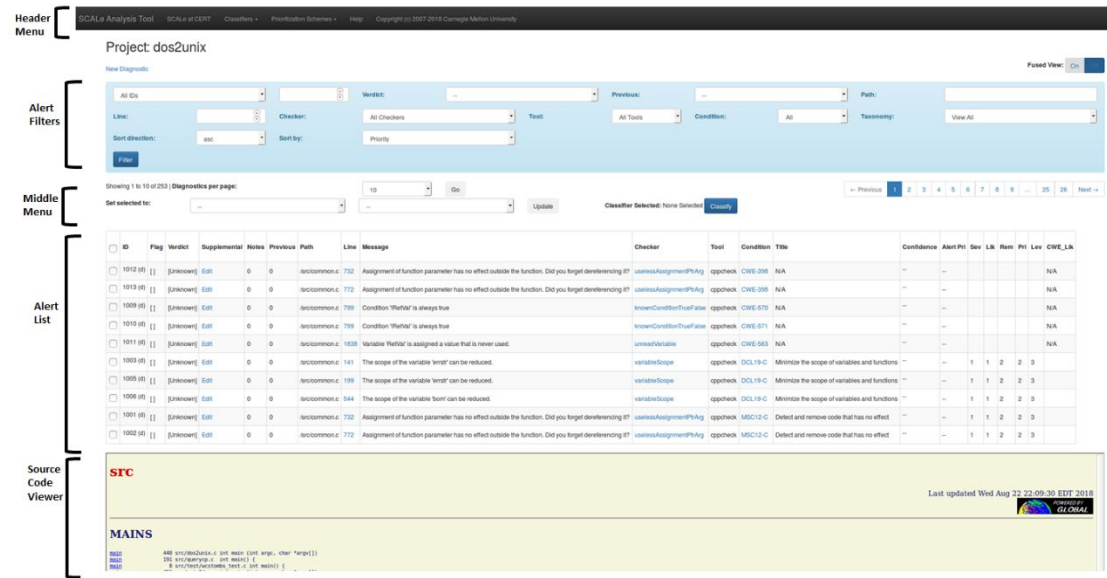 Header Menu
SCALe Analysis Tool SCALe at CERT Classifiers Prioritization Schemes Help Copyright (c) 2007-2018 Carnegie Mellon University
Project: dos2unix
New Diagnostic
Fused View: On
Alert Filters
All IDs Verdict: -- Previous: -- Path:
Line: Checker: All Checkers Tool: All Tools Condition: All Taxonomy: View All
Sort direction: asc Sort by: Priority
Filter
Middle Menu
Showing 1 to 10 of 253 | Diagnostics per page: 10 Go
← Previous 1 2 3 4 5 6 7 8 9 ... 25 26 Next →
Set selected to: -- -- Update Classifier Selected: None Selected Classify
Alert List
ID Flag Verdict Supplemental Notes Previous Path Line Message Checker Tool Condition Title Confidence Alert Pri Sev Lik Rem Pri Lev CWE_Lik
1012 (d) [ ] [Unknown] Edit 0 0 /src/common.c 732 Assignment of function parameter has no effect outside the function. Did you forget dereferencing it? uselessAssignmentPtrArg cppcheck CWE-398 N/A -- -- N/A
1013 (d) [ ] [Unknown] Edit 0 0 /src/common.c 772 Assignment of function parameter has no effect outside the function. Did you forget dereferencing it? uselessAssignmentPtrArg cppcheck CWE-398 N/A -- -- N/A
1009 (d) [ ] [Unknown] Edit 0 0 /src/common.c 799 Condition '!RetVal' is always true knownConditionTrueFalse cppcheck CWE-570 N/A -- -- N/A
1010 (d) [ ] [Unknown] Edit 0 0 /src/common.c 799 Condition '!RetVal' is always true knownConditionTrueFalse cppcheck CWE-571 N/A -- -- N/A
1011 (d) [ ] [Unknown] Edit 0 0 /src/common.c 1838 Variable 'RetVal' is assigned a value that is never used. unreadVariable cppcheck CWE-563 N/A -- -- N/A
1003 (d) [ ] [Unknown] Edit 0 0 /src/common.c 141 The scope of the variable 'errstr' can be reduced. variableScope cppcheck DCL19-C Minimize the scope of variables and functions -- -- 1 1 2 2 3
1005 (d) [ ] [Unknown] Edit 0 0 /src/common.c 199 The scope of the variable 'errstr' can be reduced. variableScope cppcheck DCL19-C Minimize the scope of variables and functions -- -- 1 1 2 2 3
1006 (d) [ ] [Unknown] Edit 0 0 /src/common.c 544 The scope of the variable 'bom' can be reduced. variableScope cppcheck DCL19-C Minimize the scope of variables and functions -- -- 1 1 2 2 3
1001 (d) [ ] [Unknown] Edit 0 0 /src/common.c 732 Assignment of function parameter has no effect outside the function. Did you forget dereferencing it? uselessAssignmentPtrArg cppcheck MSC12-C Detect and remove code that has no effect -- -- 1 1 2 2 3
1002 (d) [ ] [Unknown] Edit 0 0 /src/common.c 772 Assignment of function parameter has no effect outside the function. Did you forget dereferencing it? uselessAssignmentPtrArg cppcheck MSC12-C Detect and remove code that has no effect -- -- 1 1 2 2 3
Source Code Viewer
src
Last updated Wed Aug 22 22:09:30 EDT 2018
POWERED BY GLOBAL
MAINS
main 448 src/dos2unix.c int main (int argc, char *argv[])
main 191 src/querycp.c int main() {
main 8 src/test/wcstombs_test.c int main() {